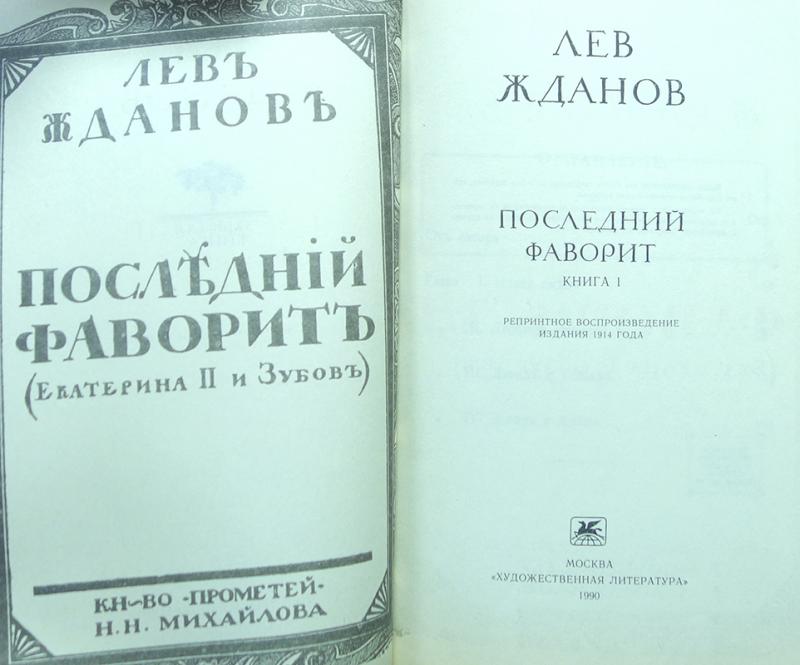 ЛЕВЪ
ЖДАНОВЪ
ПОСЛѢДНІЙ
ФАВОРИТЪ
(ЕКАТЕРИНА II И ЗУБОВЪ)
КН-ВО -ПРОМЕТЕЙ-
Н.Н. МИХАЙЛОВА
ЛЕВ
ЖДАНОВ
ПОСЛЕДНИЙ
ФАВОРИТ
КНИГА 1
РЕПРИНТНОЕ ВОСПРОИЗВЕДЕНИЕ
ИЗДАНИЯ 1914 ГОДА
МОСКВА
«ХУДОЖЕСТВЕННАЯ ЛИТЕРАТУРА»
1990